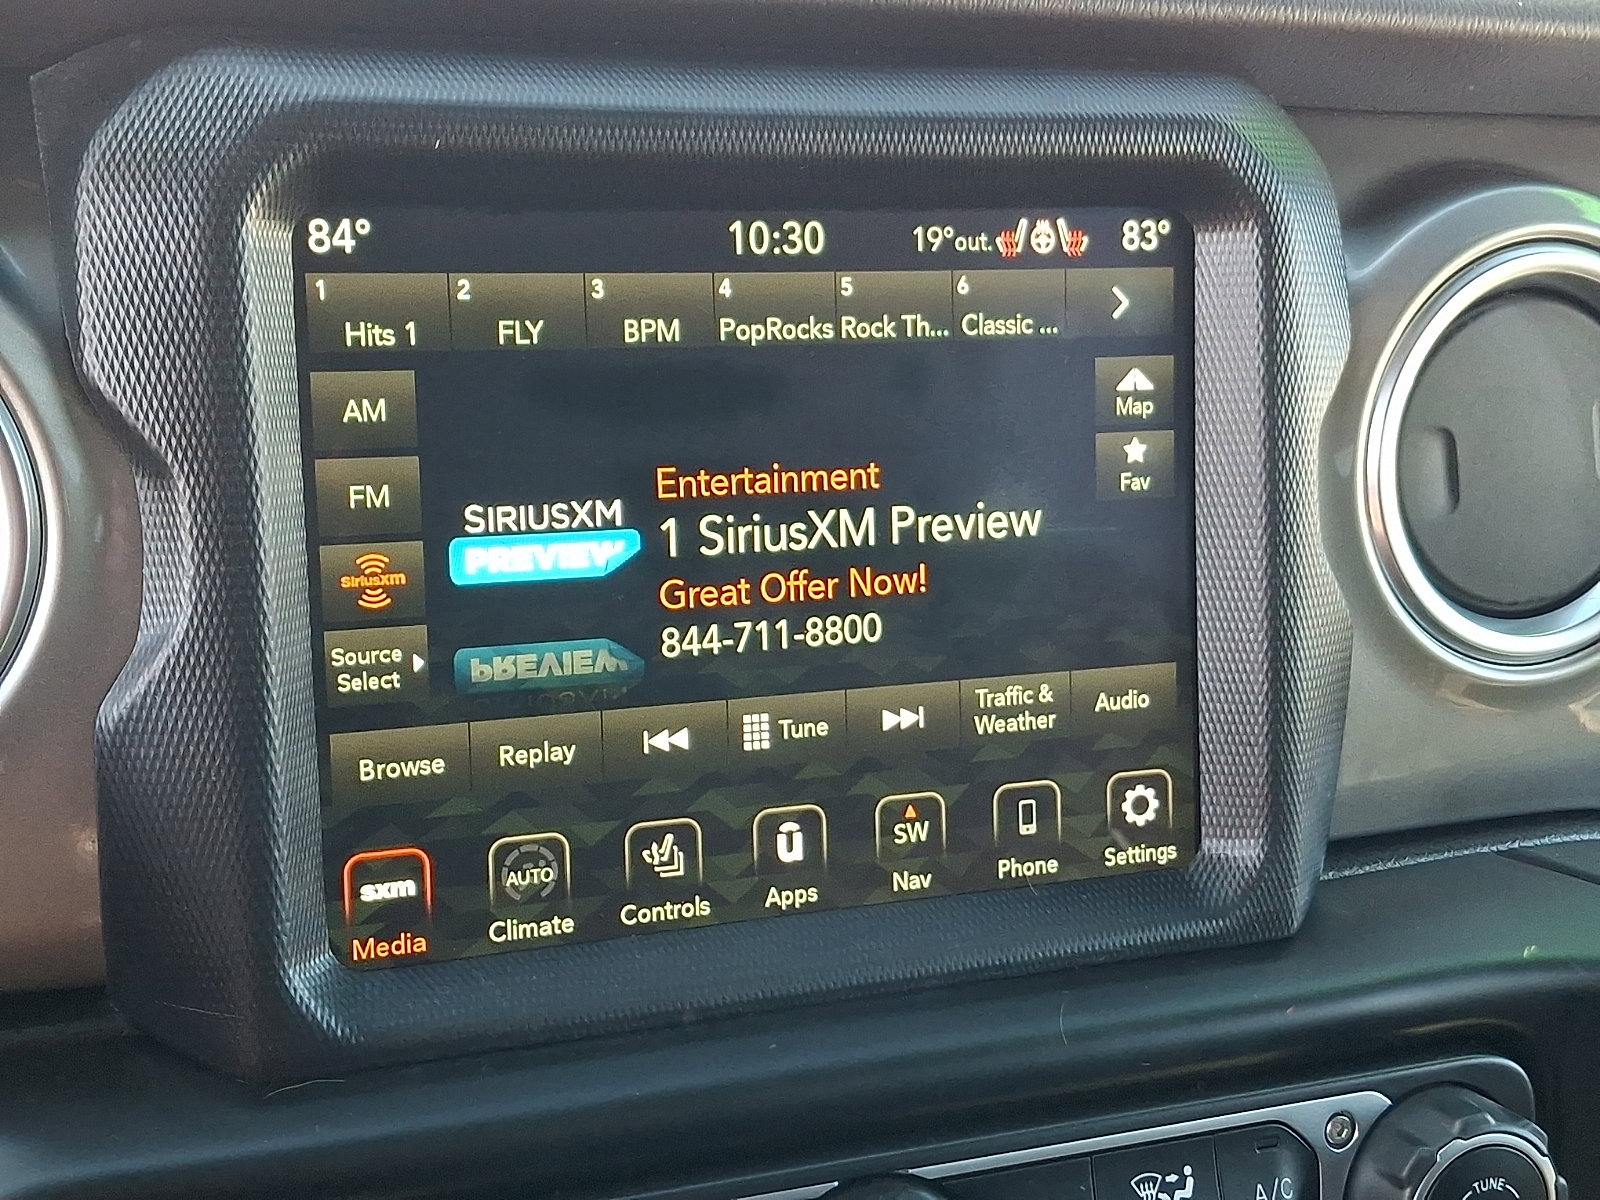 84° 10:30 19°out. 83°
1 2 3 4 5 6
Hits 1 FLY BPM PopRocks Rock Th... Classic ...
AM
FM
SiriusXM
Source
Select
Map
Fav
SIRIUSXM
PREVIEW
Entertainment
1 SiriusXM Preview
Great Offer Now!
844-711-8800
PREVIEW
Browse Replay Tune Traffic & Weather Audio
sxm AUTO u SW
Media Climate Controls Apps Nav Phone Settings
A/C TUNE